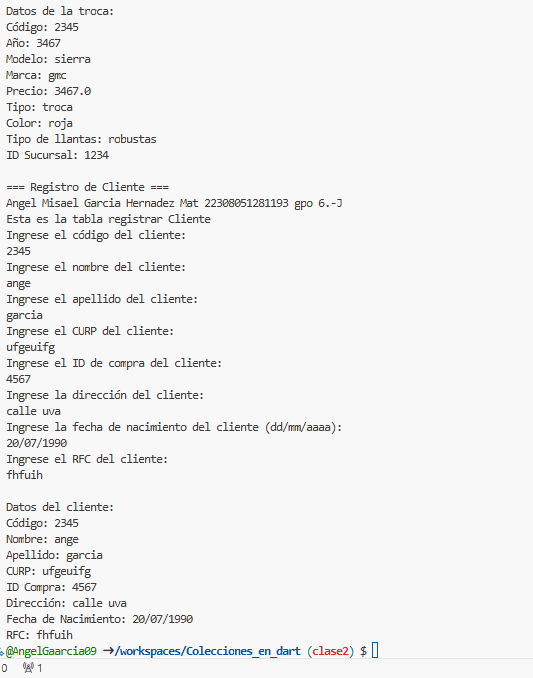 Datos de la troca:
Código: 2345
Año: 3467
Modelo: sierra
Marca: gmc
Precio: 3467.0
Tipo: troca
Color: roja
Tipo de llantas: robustas
ID Sucursal: 1234
=== Registro de Cliente ===
Angel Misael Garcia Hernadez Mat 22308051281193 gpo 6.-J
Esta es la tabla registrar Cliente
Ingrese el código del cliente:
2345
Ingrese el nombre del cliente:
ange
Ingrese el apellido del cliente:
garcia
Ingrese el CURP del cliente:
ufgeuifg
Ingrese el ID de compra del cliente:
4567
Ingrese la dirección del cliente:
calle uva
Ingrese la fecha de nacimiento del cliente (dd/mm/aaaa):
20/07/1990
Ingrese el RFC del cliente:
fhfuih
Datos del cliente:
Código: 2345
Nombre: ange
Apellido: garcia
CURP: ufgeuifg
ID Compra: 4567
Dirección: calle uva
Fecha de Nacimiento: 20/07/1990
RFC: fhfuih
@AngelGaarcia09 ➜/workspaces/Colecciones_en_dart (clase2) $
0 1